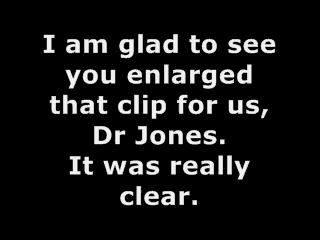 I am glad to see
you enlarged
that clip for us,
Dr Jones.
It was really
clear.